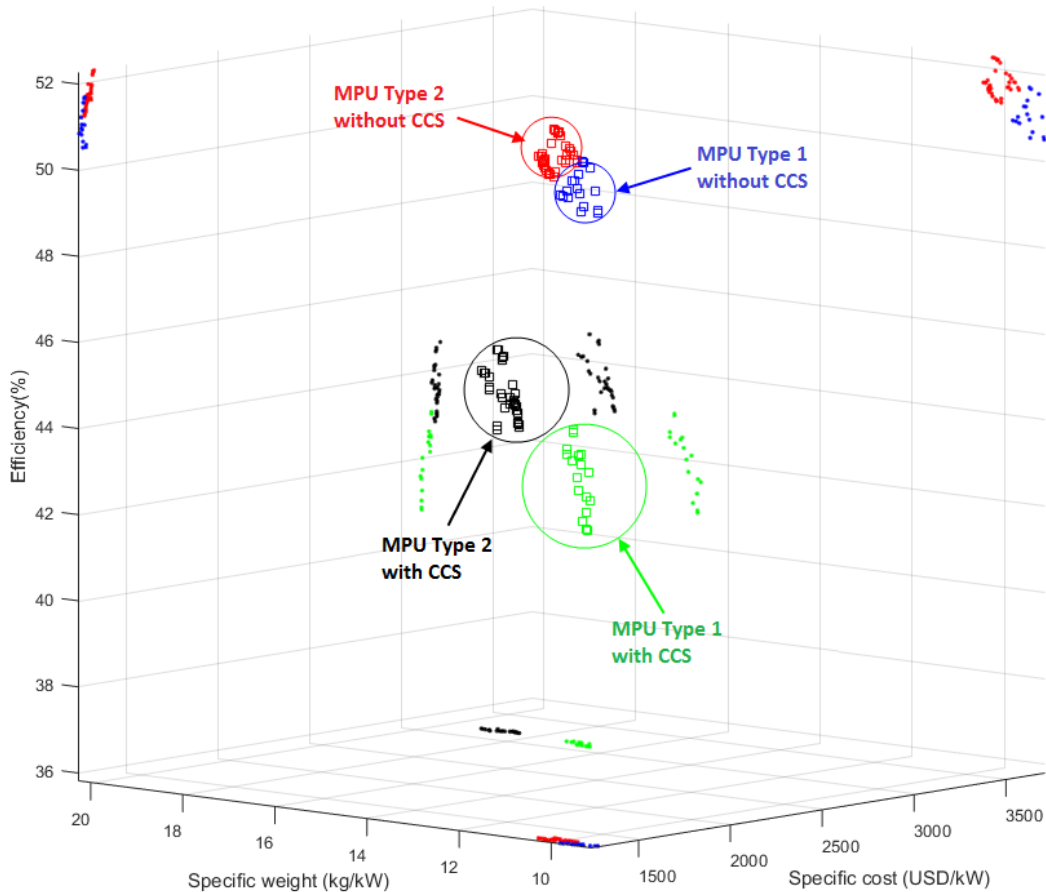 52
50
48
46
44
42
40
38
36
Efficiency(%)
MPU Type 2
without CCS
MPU Type 1
without CCS
MPU Type 2
with CCS
MPU Type 1
with CCS
20
18
16
14
12
10
Specific weight (kg/kW)
1500
2000
2500
3000
3500
Specific cost (USD/kW)